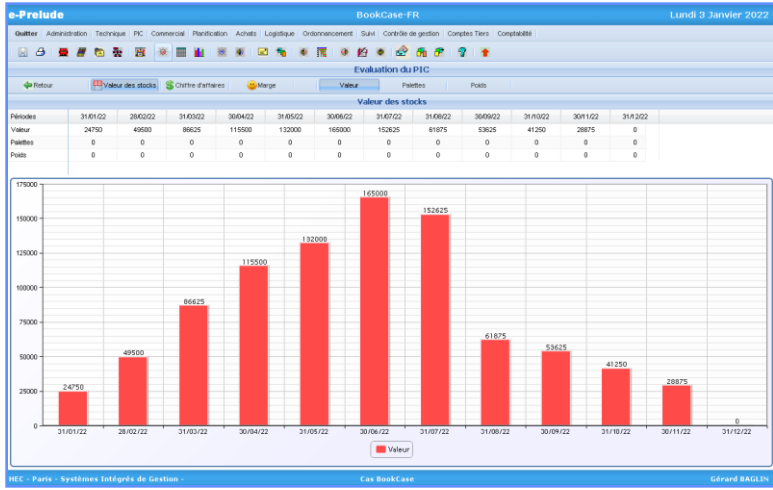 e-Prelude BookCase-FR Lundi 3 Janvier 2022
Quitter Administration Technique PIC Commercial Planification Achats Logistique Ordonnancement Suivi Contrôle de gestion Comptes Tiers Comptabilité
Evaluation du PIC
Retour Valeur des stocks Chiffre d'affaires Marge Valeur Palettes Poids
Valeur des stocks
Périodes 31/01/22 28/02/22 31/03/22 30/04/22 31/05/22 30/06/22 31/07/22 31/08/22 30/09/22 31/10/22 30/11/22 31/12/22
Valeur 24750 49500 86625 115500 132000 165000 152625 61875 53625 41250 28875 0
Palettes 0 0 0 0 0 0 0 0 0 0 0 0
Poids 0 0 0 0 0 0 0 0 0 0 0 0
175000
165000
152625
150000
132000
125000
115500
100000
86625
75000
61875
53625
49500
50000
41250
28875
24750
25000
0
0
31/01/22 28/02/22 31/03/22 30/04/22 31/05/22 30/06/22 31/07/22 31/08/22 30/09/22 31/10/22 30/11/22 31/12/22
Valeur
HEC - Paris - Systèmes Intégrés de Gestion - Cas BookCase Gérard BAGLIN